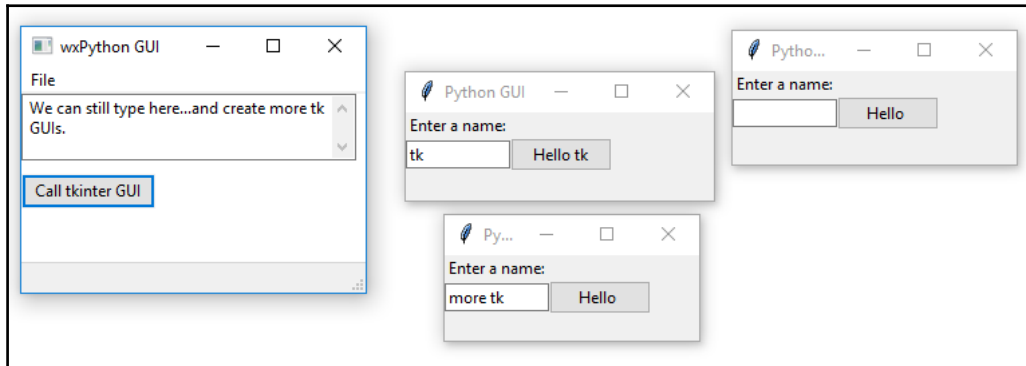 wxPython GUI
File
We can still type here...and create more tk
GUIs.
Call tkinter GUI
Python GUI
Enter a name:
tk
Hello tk
Py...
Enter a name:
more tk
Hello
Pytho...
Enter a name:
Hello